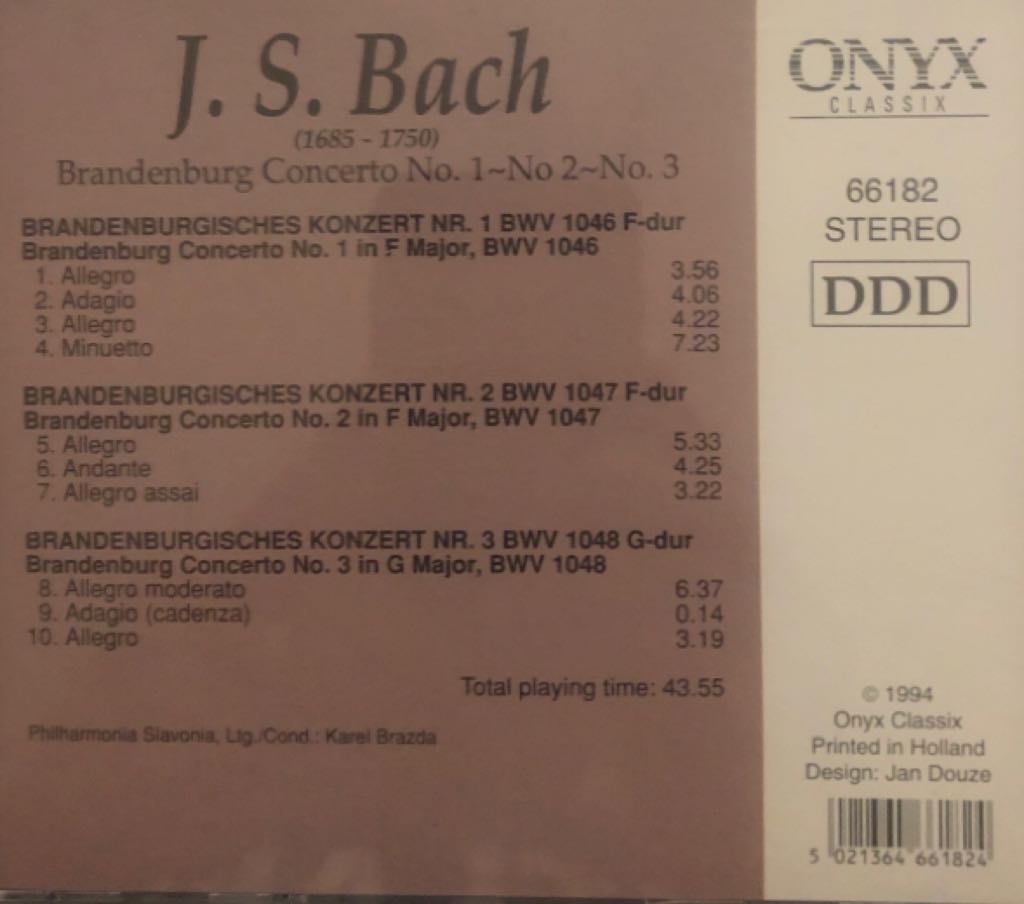 J. S. Bach
(1685 - 1750)
Brandenburg Concerto No. 1~No 2~No. 3
BRANDENBURGISCHES KONZERT NR. 1 BWV 1046 F-dur
Brandenburg Concerto No. 1 in F Major, BWV 1046
1. Allegro 3.56
2. Adagio 4.06
3. Allegro 4.22
4. Minuetto 7.23
BRANDENBURGISCHES KONZERT NR. 2 BWV 1047 F-dur
Brandenburg Concerto No. 2 in F Major, BWV 1047
5. Allegro 5.33
6. Andante 4.25
7. Allegro assai 3.22
BRANDENBURGISCHES KONZERT NR. 3 BWV 1048 G-dur
Brandenburg Concerto No. 3 in G Major, BWV 1048
8. Allegro moderato 6.37
9. Adagio (cadenza) 0.14
10. Allegro 3.19
Total playing time: 43.55
Philharmonia Slavonia, Ltg./Cond.: Karel Brazda
ONYX
CLASSIX
66182
STEREO
DDD
© 1994
Onyx Classix
Printed in Holland
Design: Jan Douze
5 021364 661824